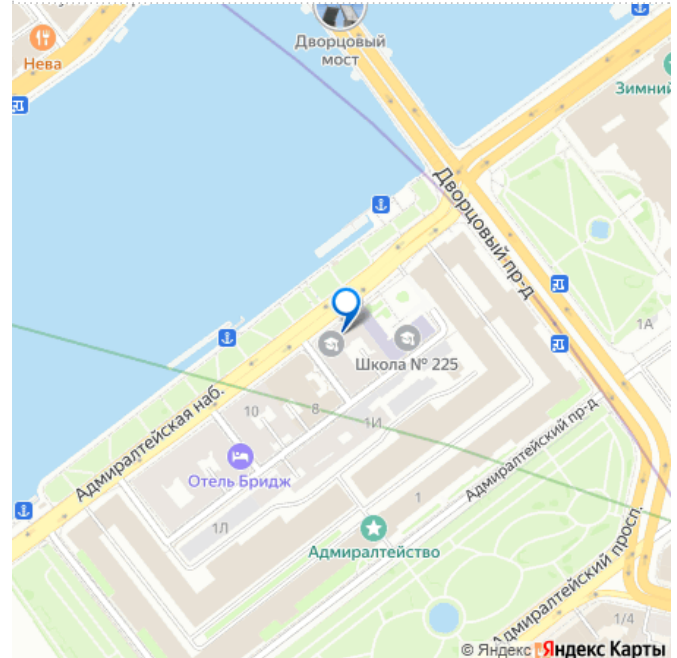 Нева
Дворцовый
мост
Зимний
Дворцовый пр-д
1А
Школа № 225
Адмиралтейская наб.
10
8
1И
Отель Бридж
Адмиралтейский пр-д
1
1Л
Адмиралтейство
Адмиралтейский просп.
1/4
© Яндекс Яндекс Карты